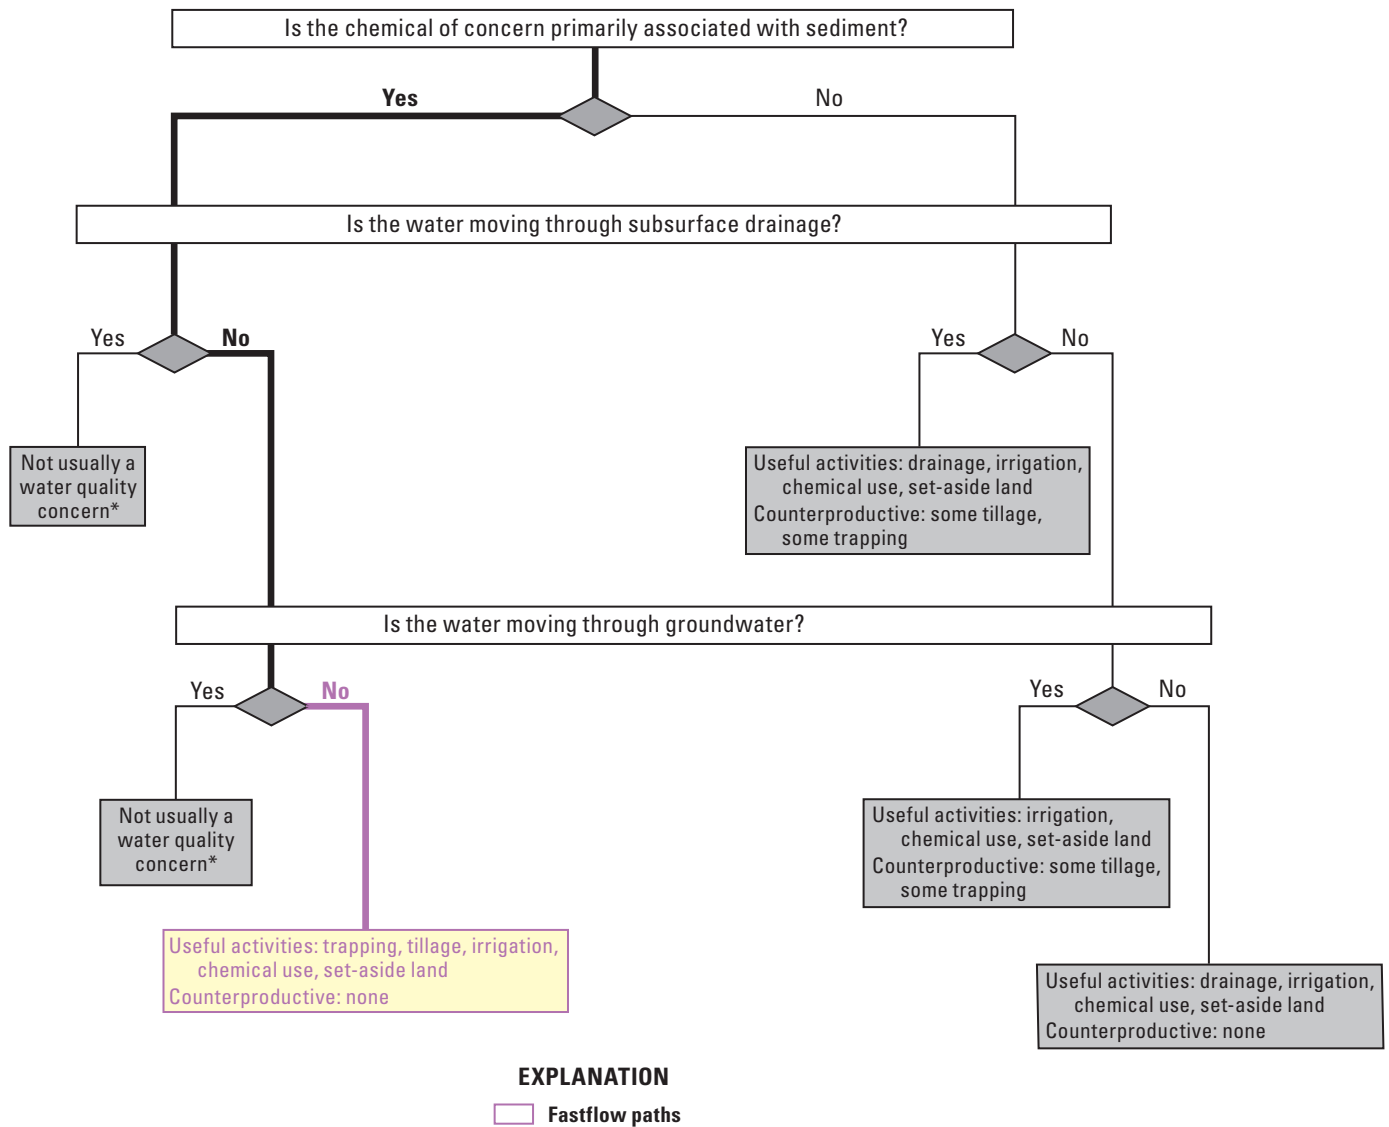 Is the chemical of concern primarily associated with sediment?
Yes
No
Is the water moving through subsurface drainage?
Yes
No
Yes
No
Not usually a
water quality
concern*
Useful activities: drainage, irrigation,
chemical use, set-aside land
Counterproductive: some tillage,
some trapping
Is the water moving through groundwater?
Yes
No
Yes
No
Not usually a
water quality
concern*
Useful activities: irrigation,
chemical use, set-aside land
Counterproductive: some tillage,
some trapping
Useful activities: trapping, tillage, irrigation,
chemical use, set-aside land
Counterproductive: none
Useful activities: drainage, irrigation,
chemical use, set-aside land
Counterproductive: none
EXPLANATION
Fastflow paths